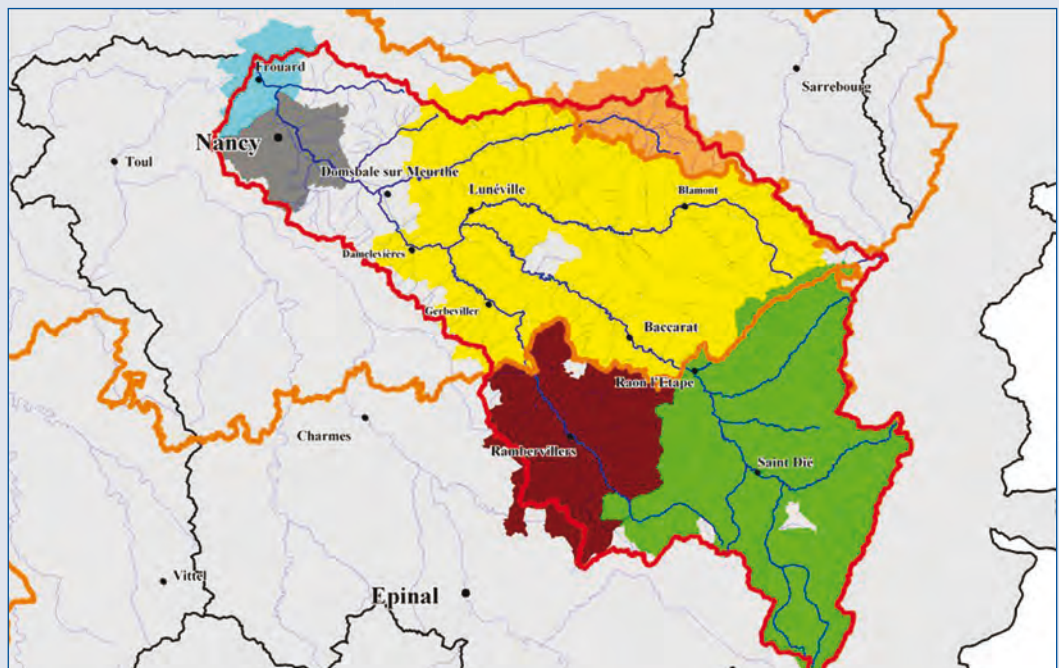 Frouard
Sarrebourg
Nancy
Toul
Domsbale sur Meurthe
Lunéville
Blamont
Damelevières
Gerbeviller
Baccarat
Raon l'Etape
Charmes
Rambervillers
Saint Dié
Vittel
Epinal